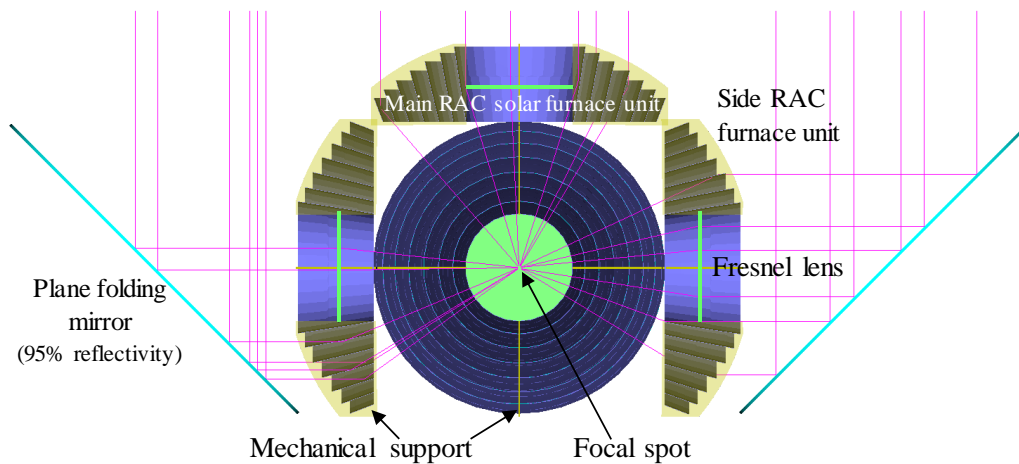 Main RAC solar furnace unit
Side RAC
furnace unit
Fresnel lens
Plane folding
mirror
(95% reflectivity)
Mechanical support
Focal spot